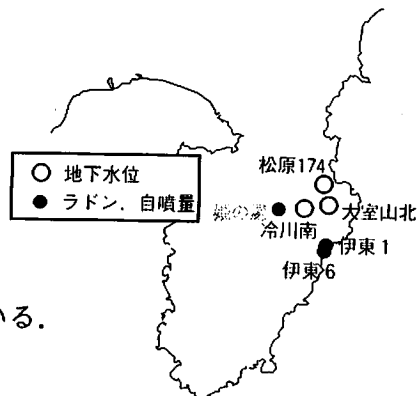 松原174
○ 地下水位
● ラドン．自噴量
大室山北
冷川南
伊東1
伊東6
いる．